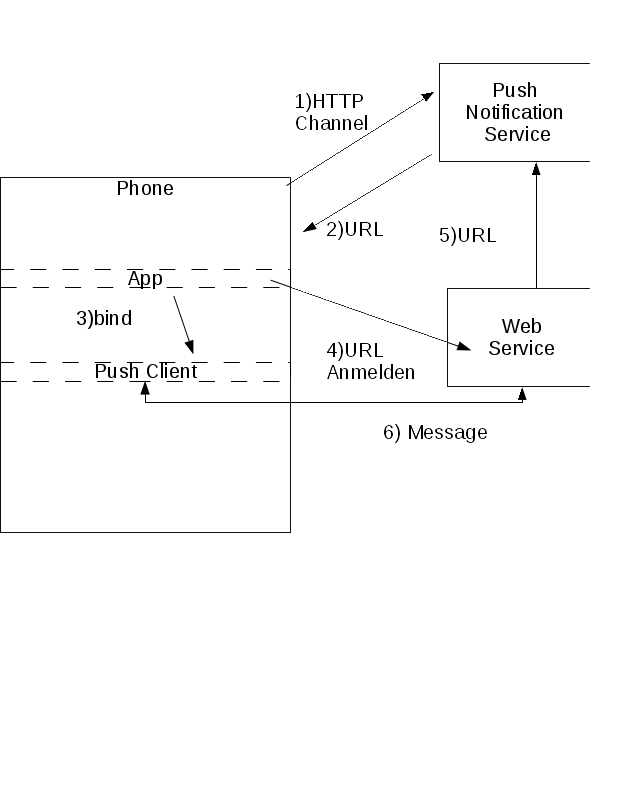 Push
Notification
Service
1)HTTP
Channel
Phone
2)URL
5)URL
App
3)bind
Web
Service
4)URL
Anmelden
Push Client
6) Message